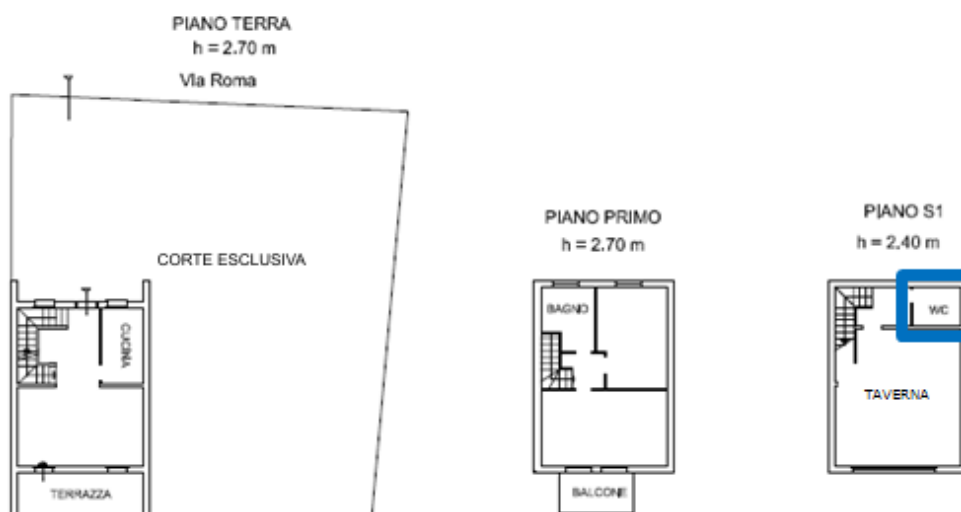 PIANO TERRA
h = 2.70 m
Via Roma
CORTE ESCLUSIVA
CUCINA
TERRAZZA
PIANO PRIMO
h = 2.70 m
BAGNO
BALCONE
PIANO S1
h = 2.40 m
WC
TAVERNA